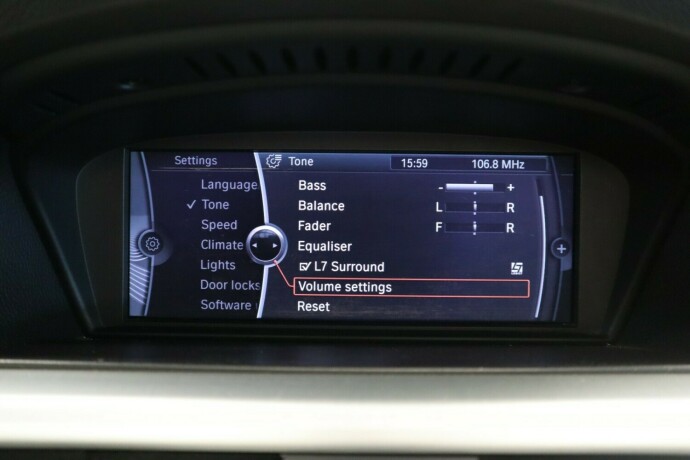 Settings
Tone
15:59
106.8 MHz
Language
Tone
Speed
Climate
Lights
Door locks
Software
Bass
- +
Balance
L R
Fader
F R
Equaliser
L7 Surround
Volume settings
Reset
+